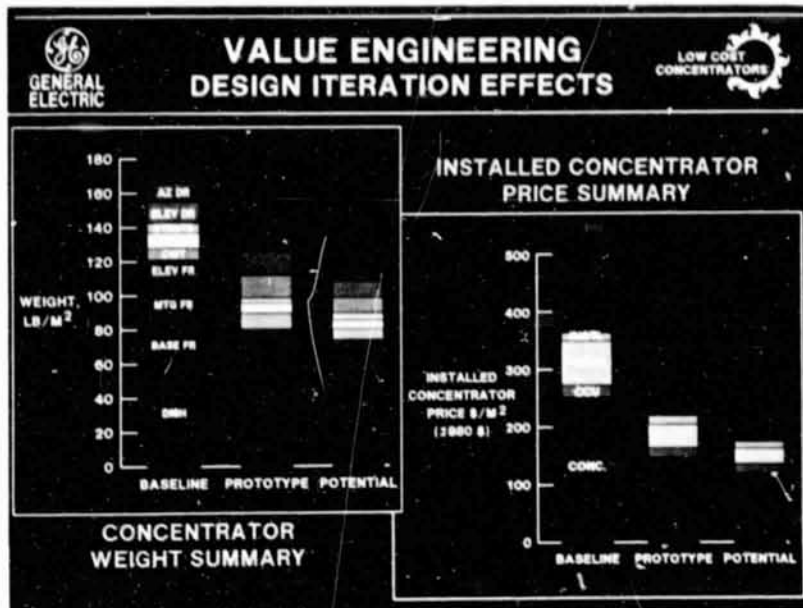 GE
GENERAL
ELECTRIC
VALUE ENGINEERING
DESIGN ITERATION EFFECTS
LOW COST
CONCENTRATORS
180
160
140
120
100
80
60
40
20
0
WEIGHT,
LB/M²
AZ DR
ELEV DR
CWT
ELEV FR
MTG FR
BASE FR
DISH
BASELINE
PROTOTYPE
POTENTIAL
CONCENTRATOR
WEIGHT SUMMARY
INSTALLED CONCENTRATOR
PRICE SUMMARY
500
400
300
200
100
0
INSTALLED
CONCENTRATOR
PRICE $/M²
(1980 $)
CCU
CONC.
BASELINE
PROTOTYPE
POTENTIAL